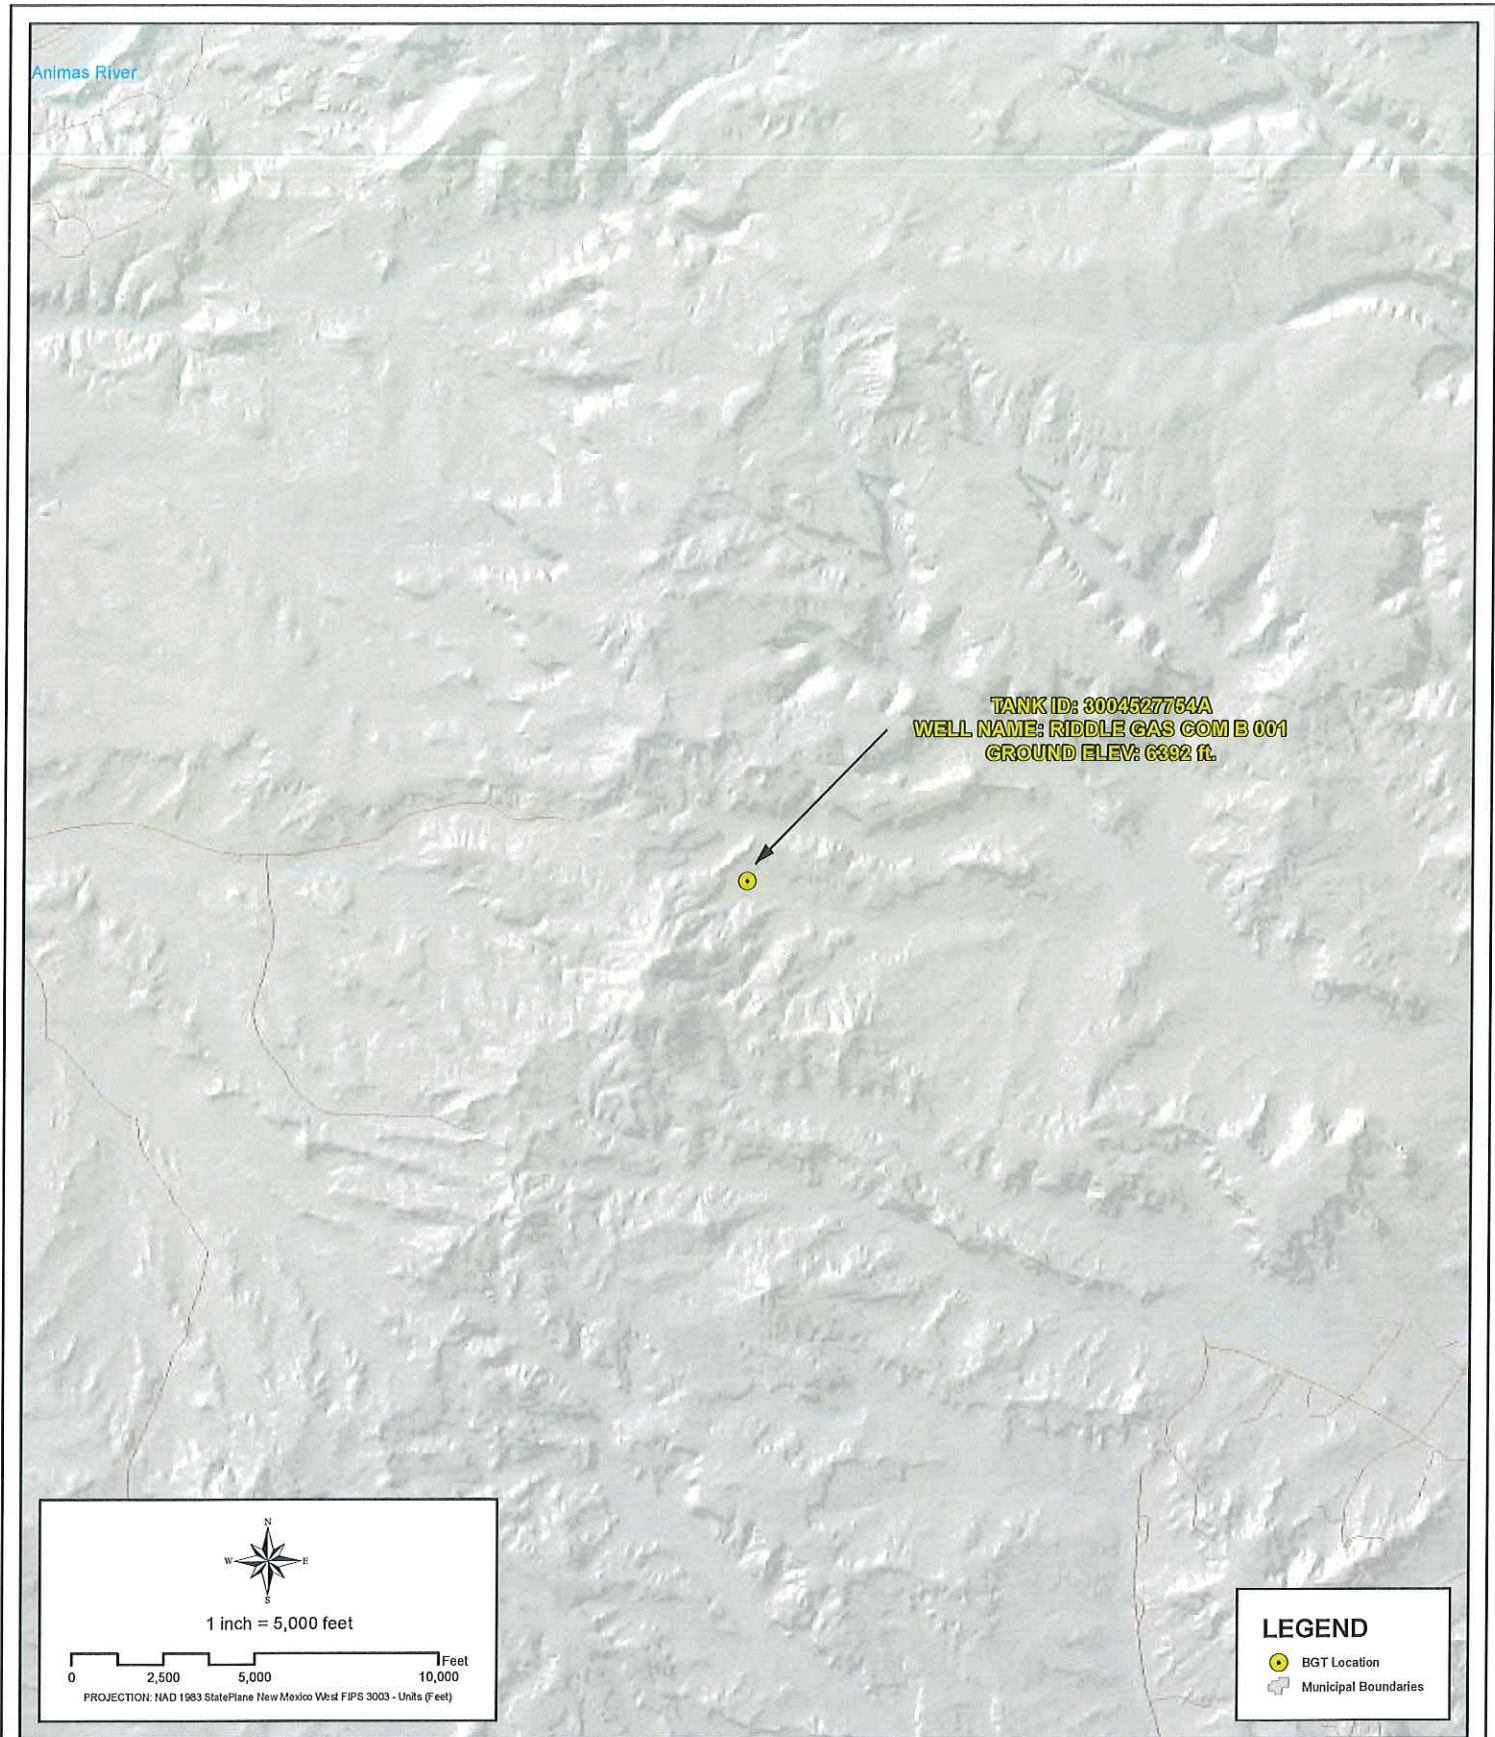 Animas River
TANK ID: 3004527754A
WELL NAME: RIDDLE GAS COM B 001
GROUND ELEV: 6392 ft.
N
W E
S
1 inch = 5,000 feet
Feet
0 2,500 5,000 10,000
PROJECTION: NAD 1983 StatePlane New Mexico West FIPS 3003 - Units (Feet)
LEGEND
BGT Location
Municipal Boundaries